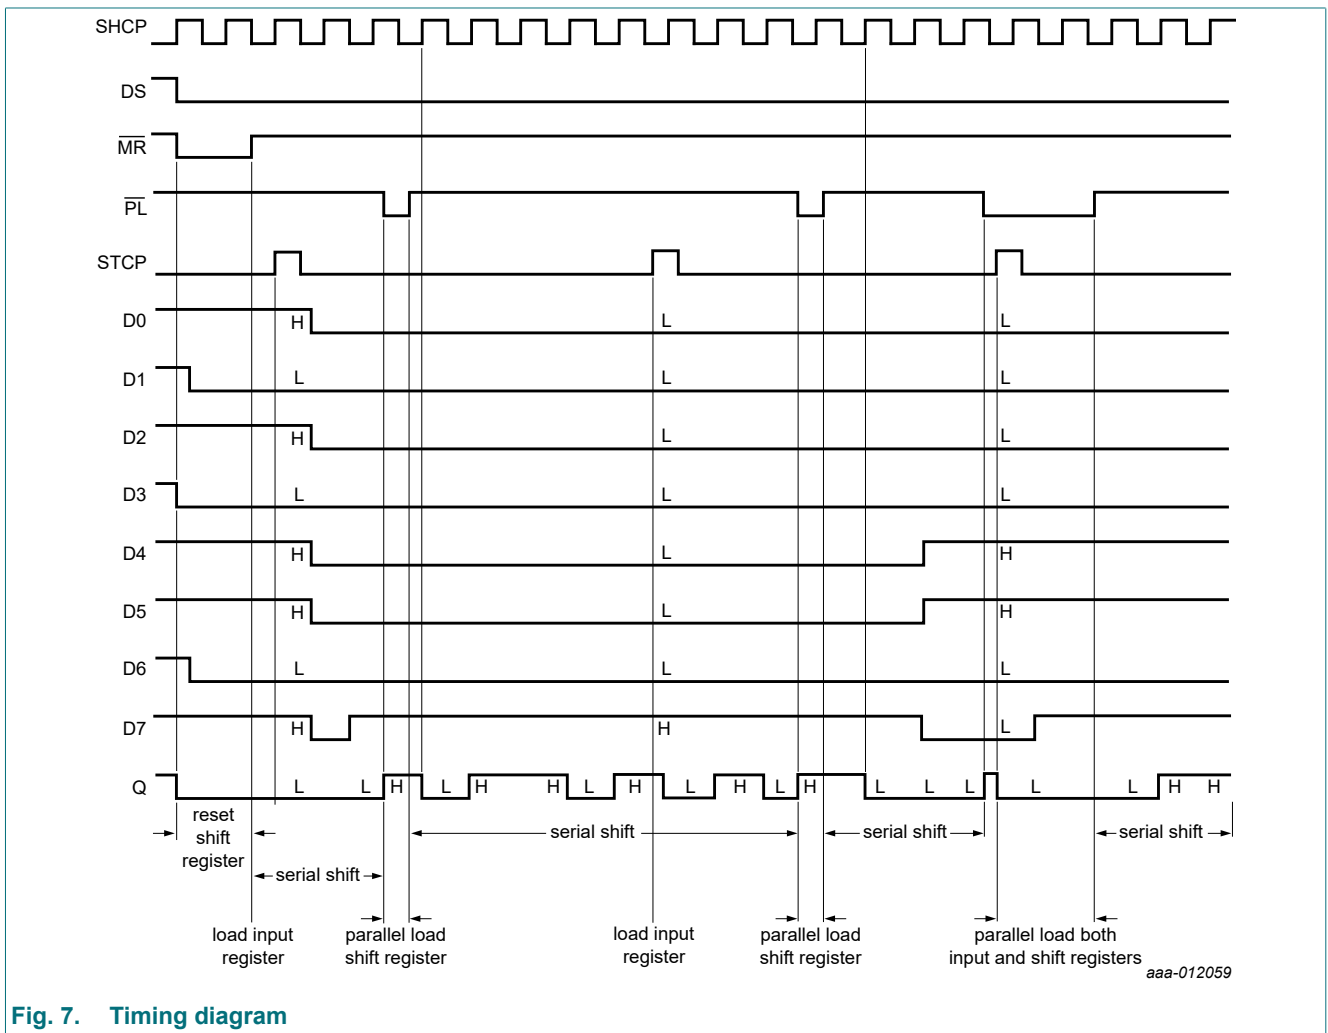 SHCP
DS
MR
PL
STCP
D0 H L L
D1 L L L
D2 H L L
D3 L L L
D4 H L H
D5 H L H
D6 L L L
D7 H H L
Q L L H L H H L H L H L H L L L L L H H
reset
shift
register
serial shift
serial shift
serial shift
serial shift
load input
register
parallel load
shift register
load input
register
parallel load
shift register
parallel load both
input and shift registers
aaa-012059
Fig. 7. Timing diagram